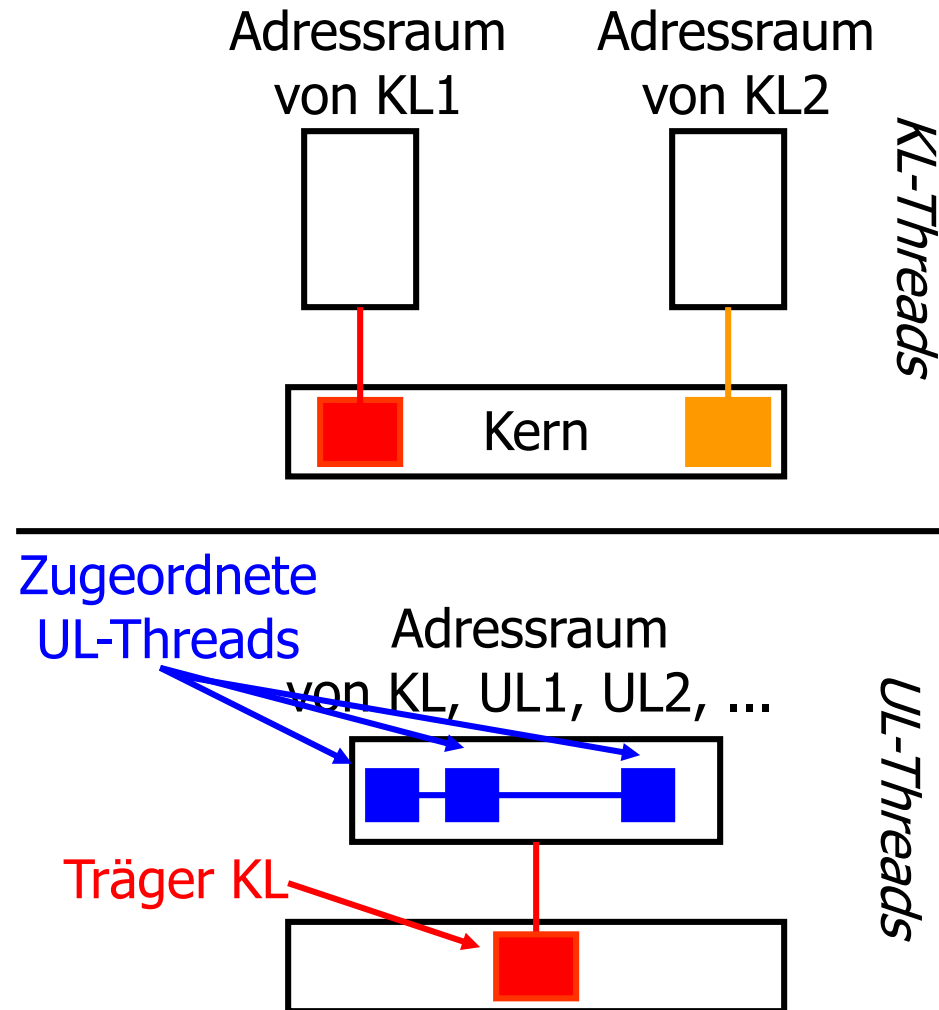 Adressraum
von KL1
Adressraum
von KL2
KL-Threads
Kern
Zugeordnete
UL-Threads
Adressraum
von KL, UL1, UL2, ...
UL-Threads
Träger KL